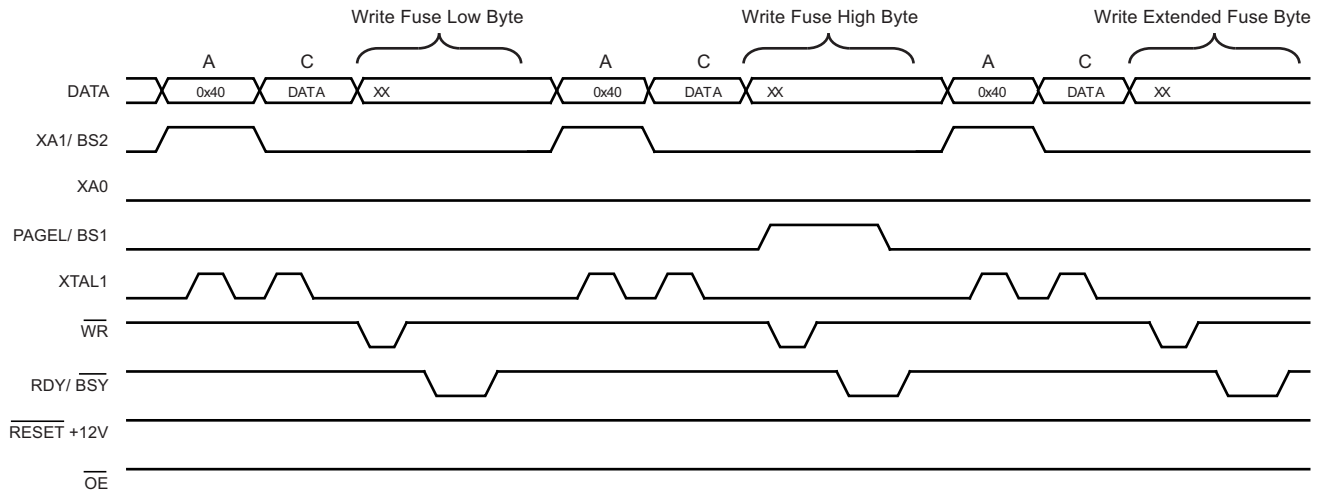 Write Fuse Low Byte Write Fuse High Byte Write Extended Fuse Byte
A C A C A C
DATA 0x40 DATA XX 0x40 DATA XX 0x40 DATA XX
XA1/ BS2
XA0
PAGEL/ BS1
XTAL1
WR
RDY/ BSY
RESET +12V
OE